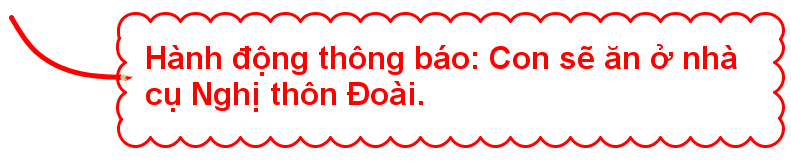 Hành động thông báo: Con sẽ ăn ở nhà
cụ Nghị thôn Đoài.